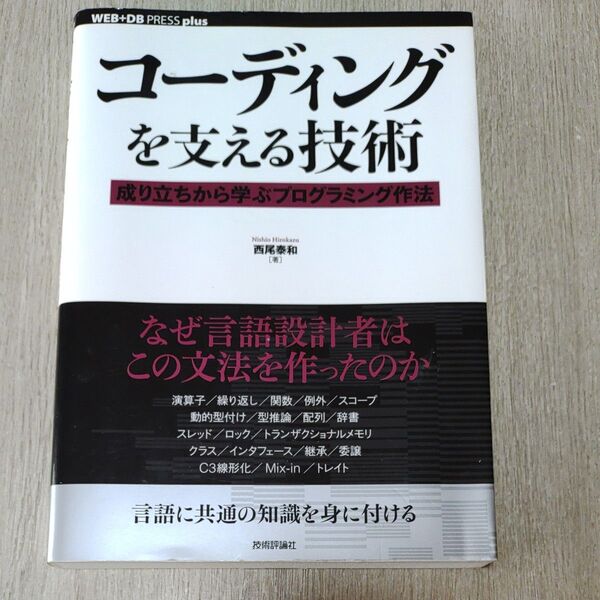 WEB+DB PRESS plus
コーディング
を支える技術
成り立ちから学ぶプログラミング作法
Nishio Hirokazu
西尾泰和
[著]
なぜ言語設計者は
この文法を作ったのか
演算子／繰り返し／関数／例外／スコープ
動的型付け／型推論／配列／辞書
スレッド／ロック／トランザクショナルメモリ
クラス／インタフェース／継承／委譲
C3線形化／Mix-in／トレイト
言語に共通の知識を身に付ける
技術評論社